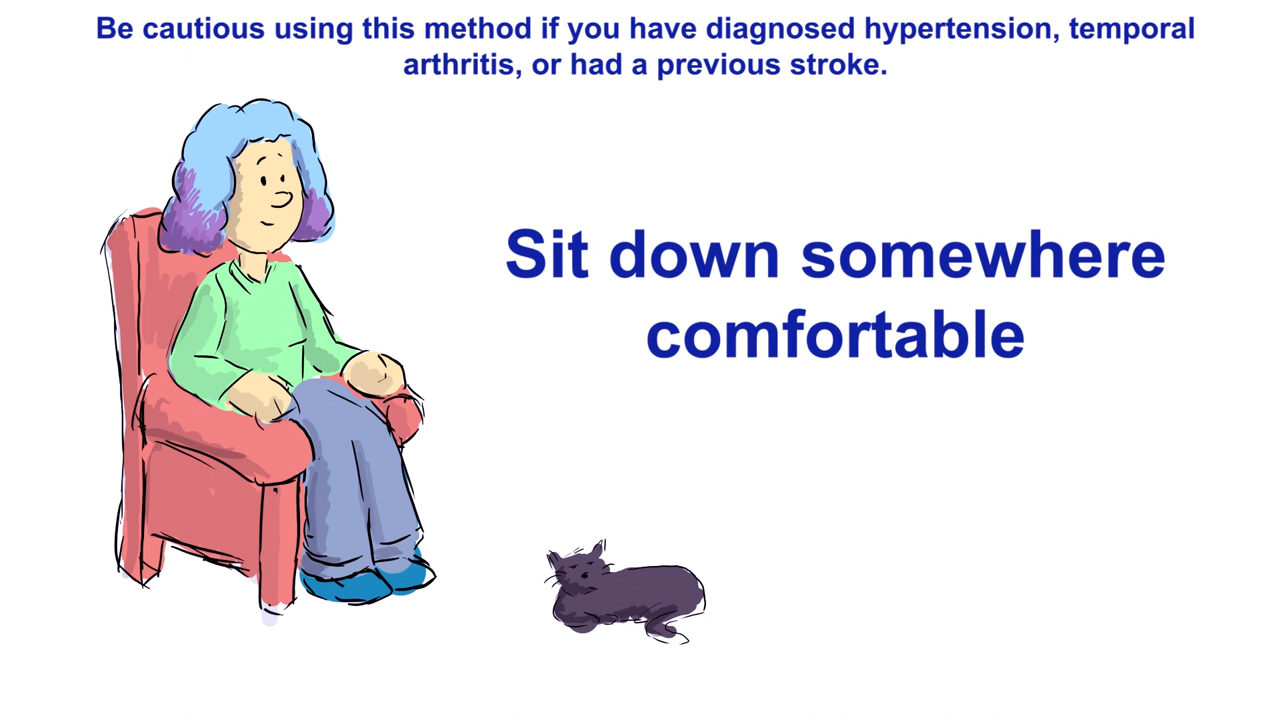 Be cautious using this method if you have diagnosed hypertension, temporal
arthritis, or had a previous stroke.
Sit down somewhere
comfortable